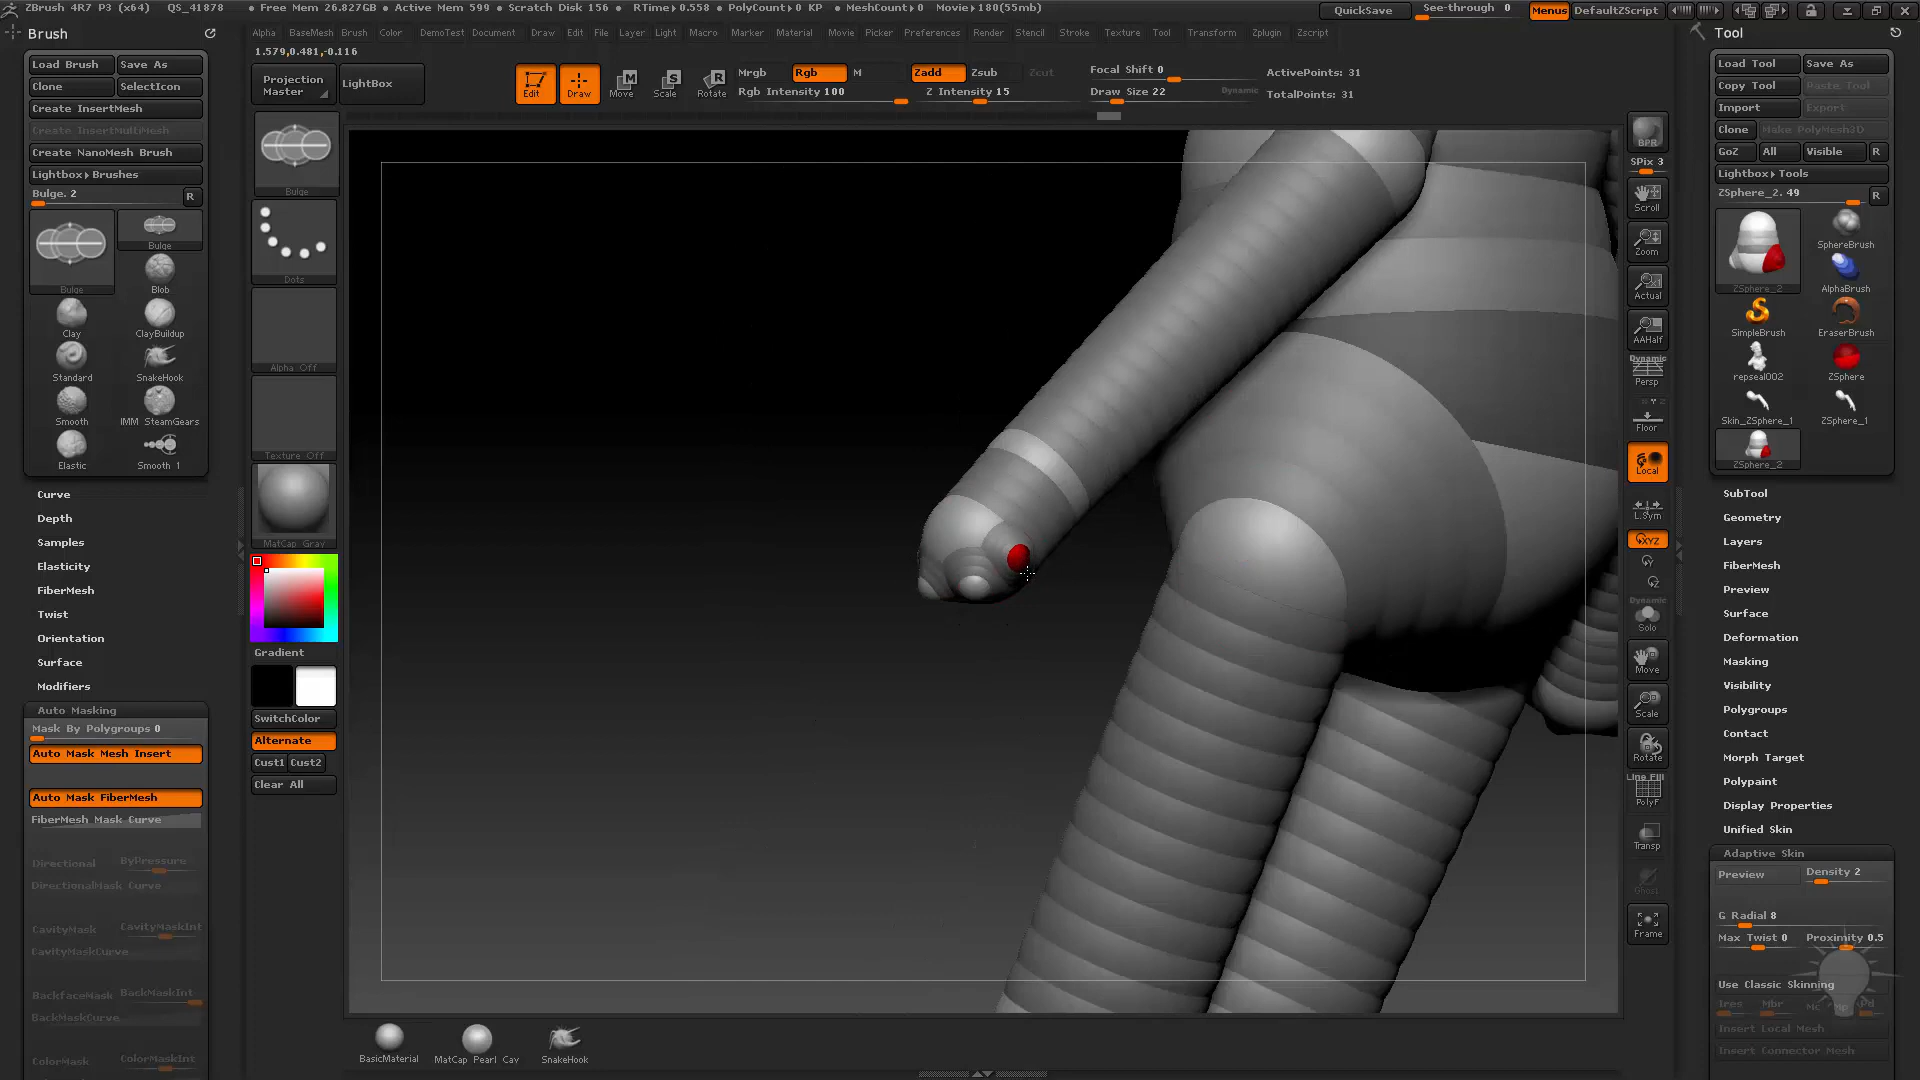 ZBrush 4R7 P3 (x64) QS_41878 • Free Mem 26.827GB • Active Mem 599 • Scratch Disk 156 • RTime▸0.558 • PolyCount▸0 KP • MeshCount▸0 Movie▸180(55mb) QuickSave See-through 0 Menus DefaultZScript
Alpha BaseMesh Brush Color DemoTest Document Draw Edit File Layer Light Macro Marker Material Movie Picker Preferences Render Stencil Stroke Texture Tool Transform Zplugin Zscript
Brush
Load Brush Save As
Clone SelectIcon
Create InsertMesh
Create InsertMultiMesh
Create NanoMesh Brush
Lightbox▸Brushes
Bulge. 2 R
Bulge
Bulge
Blob
Clay ClayBuildup
Standard SnakeHook
Smooth IMM SteamGears
Elastic Smooth 1
Curve
Depth
Samples
Elasticity
FiberMesh
Twist
Orientation
Surface
Modifiers
Auto Masking
Mask By Polygroups 0
Auto Mask Mesh Insert
Auto Mask FiberMesh
FiberMesh Mask Curve
Directional ByPressure
DirectionalMask Curve
CavityMask CavityMaskInt
CavityMaskCurve
BackfaceMask BackMaskInt
BackMaskCurve
ColorMask ColorMaskInt
1.579,0.481,-0.116
Projection
Master
LightBox
Edit Draw Move Scale Rotate
Mrgb Rgb M
Rgb Intensity 100
Zadd Zsub Zcut
Z Intensity 15
Focal Shift 0
Draw Size 22 Dynamic
ActivePoints: 31
TotalPoints: 31
Bulge
Dots
Alpha Off
Texture Off
MatCap Gray
Gradient
SwitchColor
Alternate
Cust1 Cust2
Clear All
BasicMaterial MatCap Pearl Cav SnakeHook
BPR
SPix 3
Scroll
Zoom
Actual
AAHalf
Dynamic
Persp
Floor
Local
L.Sym
XYZ
Dynamic
Solo
Move
Scale
Rotate
Line Fill
PolyF
Transp
Ghost
Frame
Tool
Load Tool Save As
Copy Tool Paste Tool
Import Export
Clone Make PolyMesh3D
GoZ All Visible R
Lightbox▸Tools
ZSphere_2. 49 R
ZSphere_2
SphereBrush
AlphaBrush
SimpleBrush EraserBrush
repseal002 ZSphere
Skin_ZSphere_1 ZSphere_1
ZSphere_2
SubTool
Geometry
Layers
FiberMesh
Preview
Surface
Deformation
Masking
Visibility
Polygroups
Contact
Morph Target
Polypaint
Display Properties
Unified Skin
Adaptive Skin
Preview Density 2
G Radial 8
Max Twist 0 Proximity 0.5
Use Classic Skinning
Ires Mbr Mc Mp Pd
Insert Local Mesh
Insert Connector Mesh